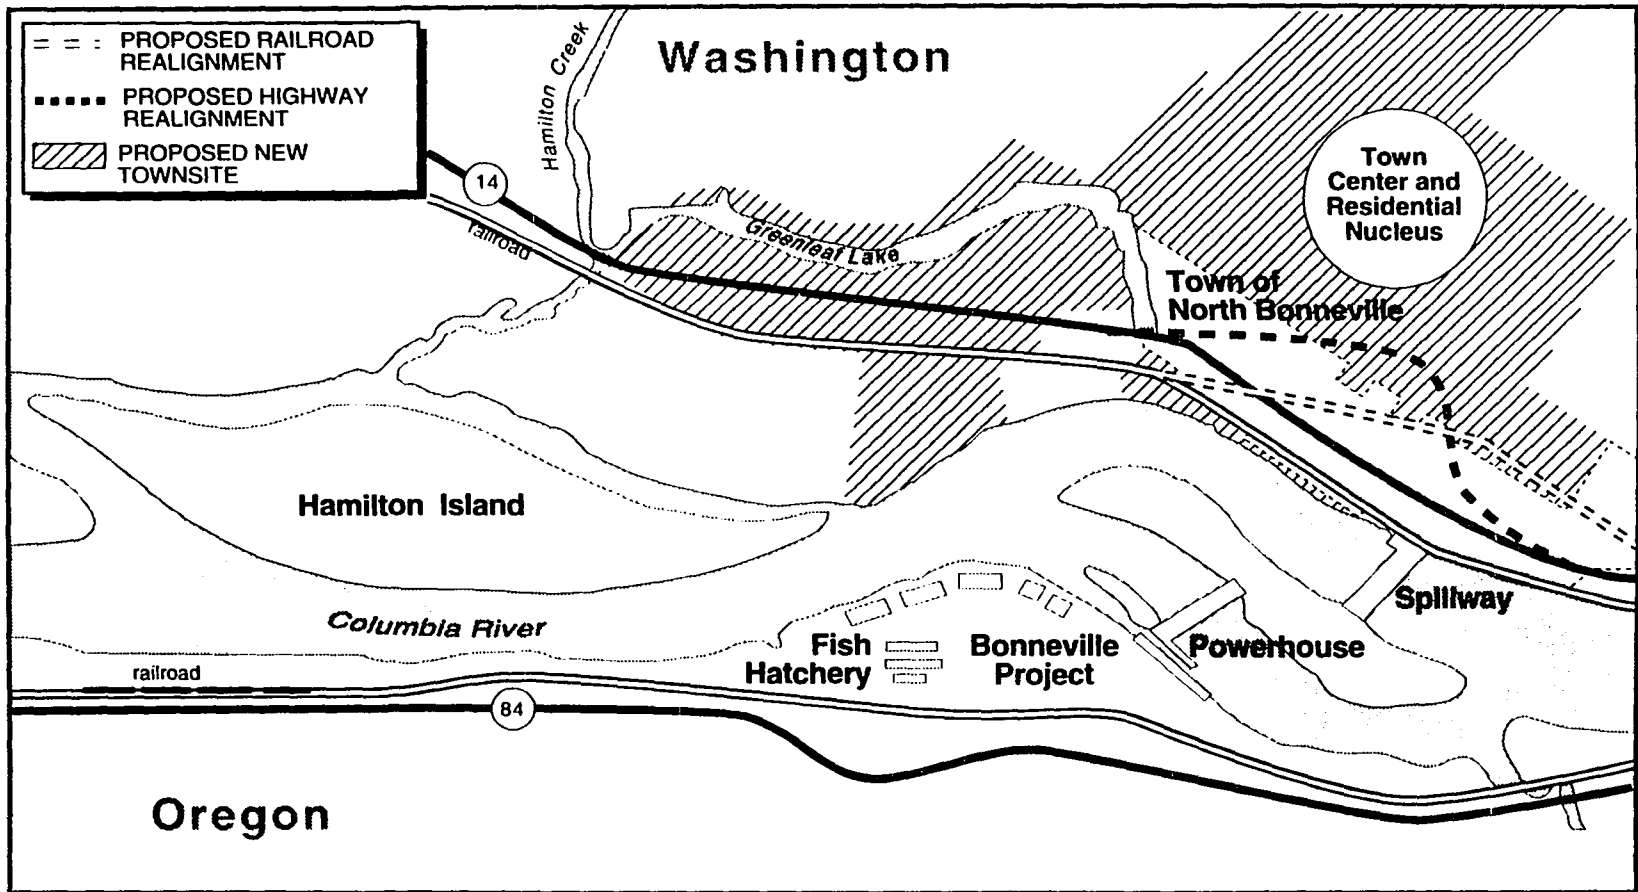 PROPOSED RAILROAD
REALIGNMENT
PROPOSED HIGHWAY
REALIGNMENT
PROPOSED NEW
TOWNSITE
Washington
Hamilton Creek
14
railroad
Greenleaf Lake
Town
Center and
Residential
Nucleus
Town of
North Bonneville
Hamilton Island
Columbia River
Spillway
Fish
Hatchery
Bonneville
Project
Powerhouse
railroad
84
Oregon